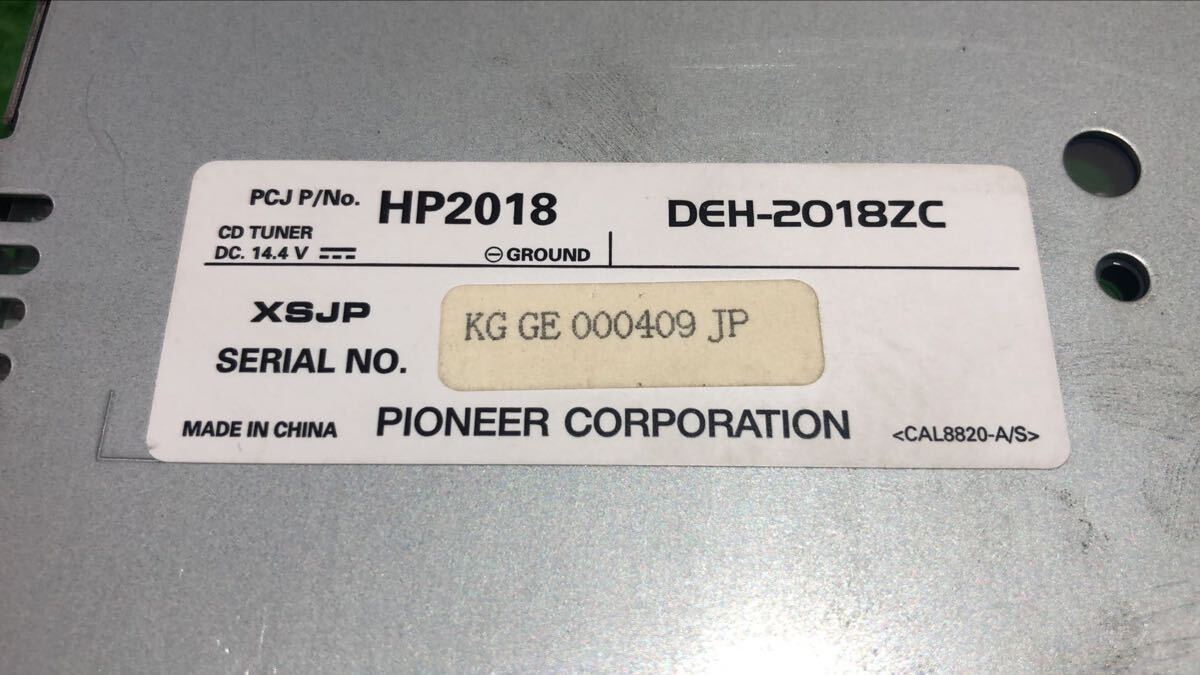 PCJ P/No. HP2018 DEH-2018ZC
CD TUNER
DC. 14.4 V ⎓ ⊖ GROUND
XSJP
SERIAL NO. KG GE 000409 JP
MADE IN CHINA PIONEER CORPORATION <CAL8820-A/S>